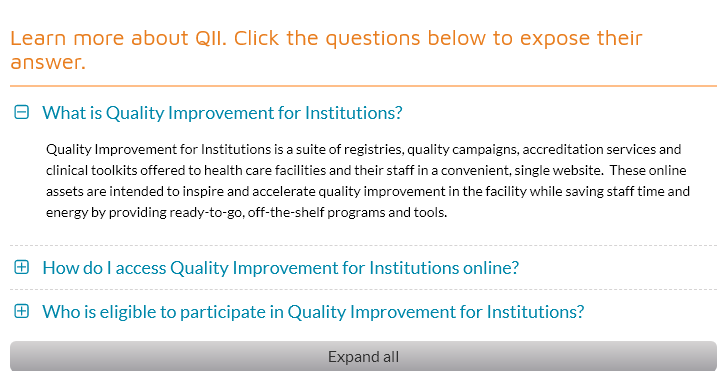 Learn more about QII. Click the questions below to expose their
answer.
What is Quality Improvement for Institutions?
Quality Improvement for Institutions is a suite of registries, quality campaigns, accreditation services and
clinical toolkits offered to health care facilities and their staff in a convenient, single website.  These online
assets are intended to inspire and accelerate quality improvement in the facility while saving staff time and
energy by providing ready-to-go, off-the-shelf programs and tools.
How do I access Quality Improvement for Institutions online?
Who is eligible to participate in Quality Improvement for Institutions?
Expand all